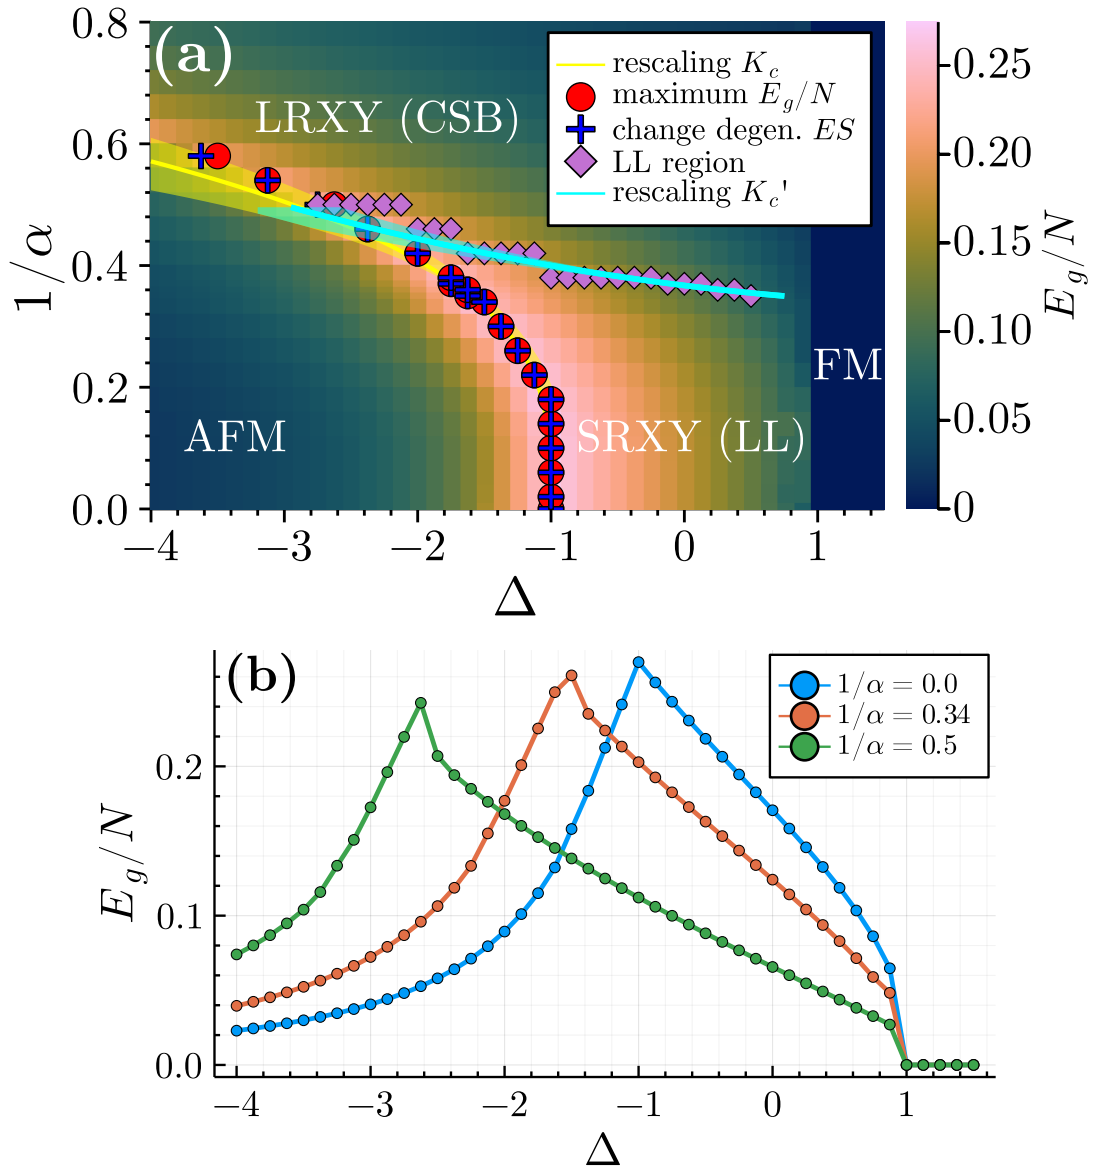 (a)
0.8
0.6
0.4
0.2
0.0
1/α
LRXY (CSB)
AFM
SRXY (LL)
FM
rescaling K_c
maximum E_g/N
change degen. ES
LL region
rescaling K_c'
−4
−3
−2
−1
0
1
Δ
0.25
0.20
0.15
0.10
0.05
0
E_g/N
(b)
1/α = 0.0
1/α = 0.34
1/α = 0.5
0.2
0.1
0.0
E_g/N
−4
−3
−2
−1
0
1
Δ